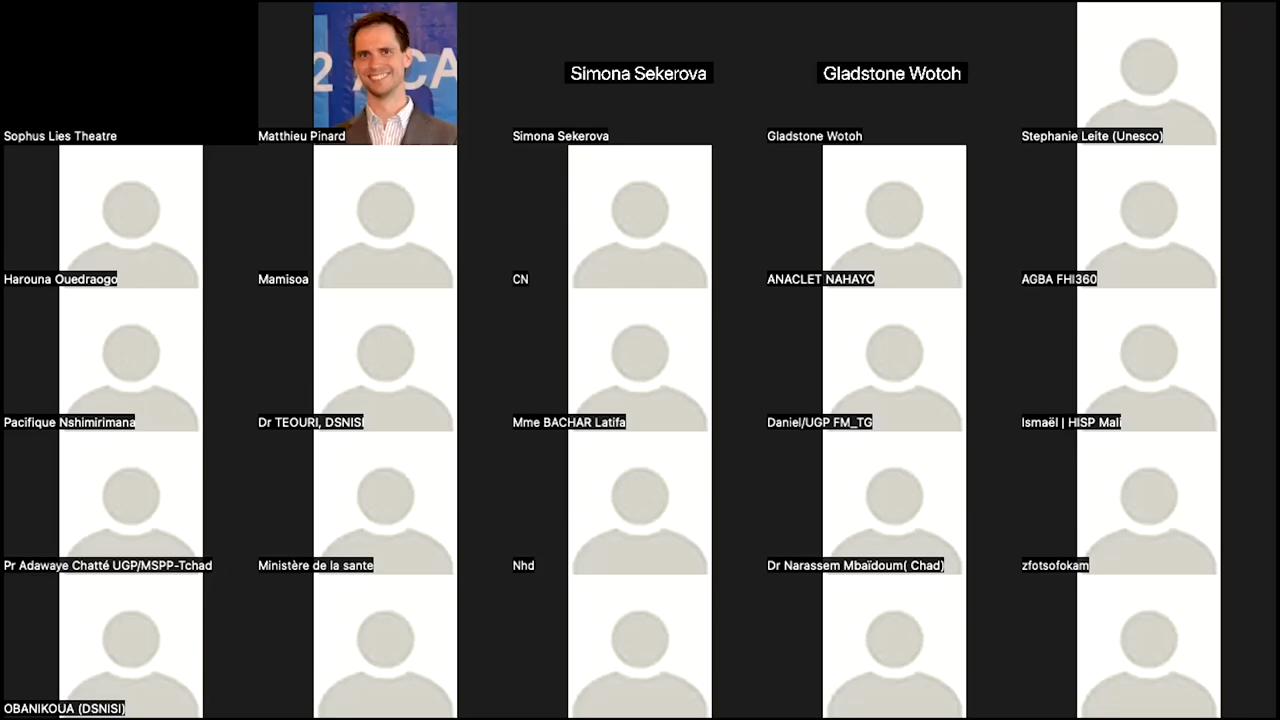 2 ACA
Simona Sekerova
Gladstone Wotoh
Sophus Lies Theatre
Matthieu Pinard
Simona Sekerova
Gladstone Wotoh
Stephanie Leite (Unesco)
Harouna Ouedraogo
Mamisoa
CN
ANACLET NAHAYO
AGBA FHI360
Pacifique Nshimirimana
Dr TEOURI, DSNISI
Mme BACHAR Latifa
Daniel/UGP FM_TG
Ismaël | HISP Mali
Pr Adawaye Chatté UGP/MSPP-Tchad
Ministère de la sante
Nhd
Dr Narassem Mbaïdoum( Chad)
zfotsofokam
OBANIKOUA (DSNISI)